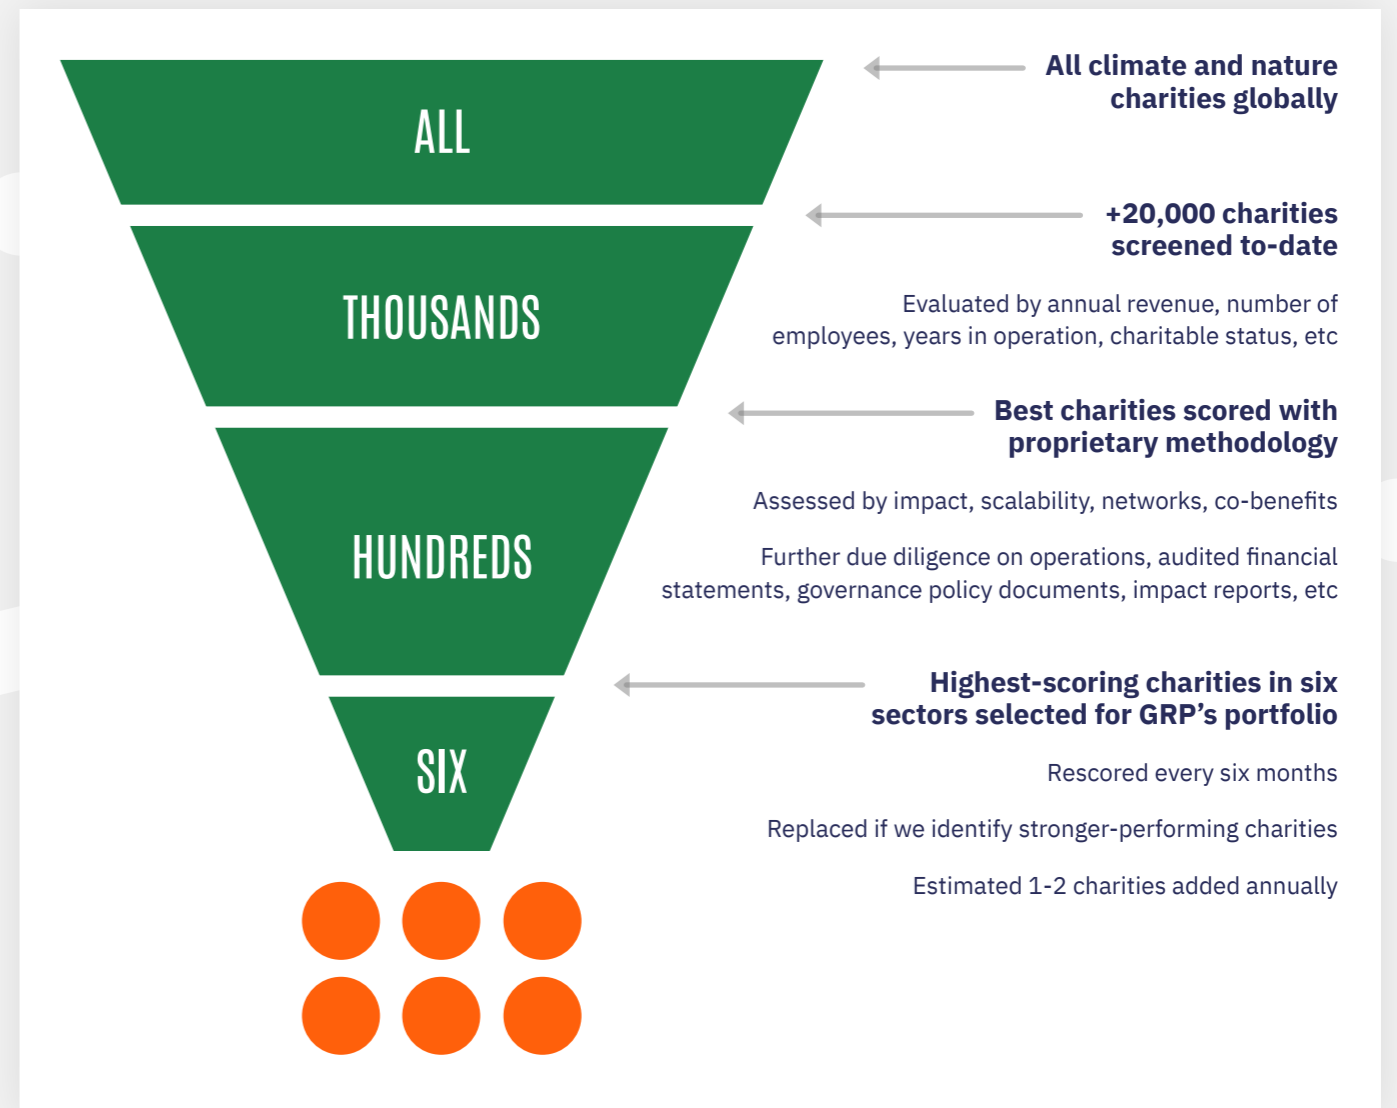 ALL
All climate and nature
charities globally
THOUSANDS
+20,000 charities
screened to-date
Evaluated by annual revenue, number of
employees, years in operation, charitable status, etc
HUNDREDS
Best charities scored with
proprietary methodology
Assessed by impact, scalability, networks, co-benefits
Further due diligence on operations, audited financial
statements, governance policy documents, impact reports, etc
SIX
Highest-scoring charities in six
sectors selected for GRP’s portfolio
Rescored every six months
Replaced if we identify stronger-performing charities
Estimated 1-2 charities added annually